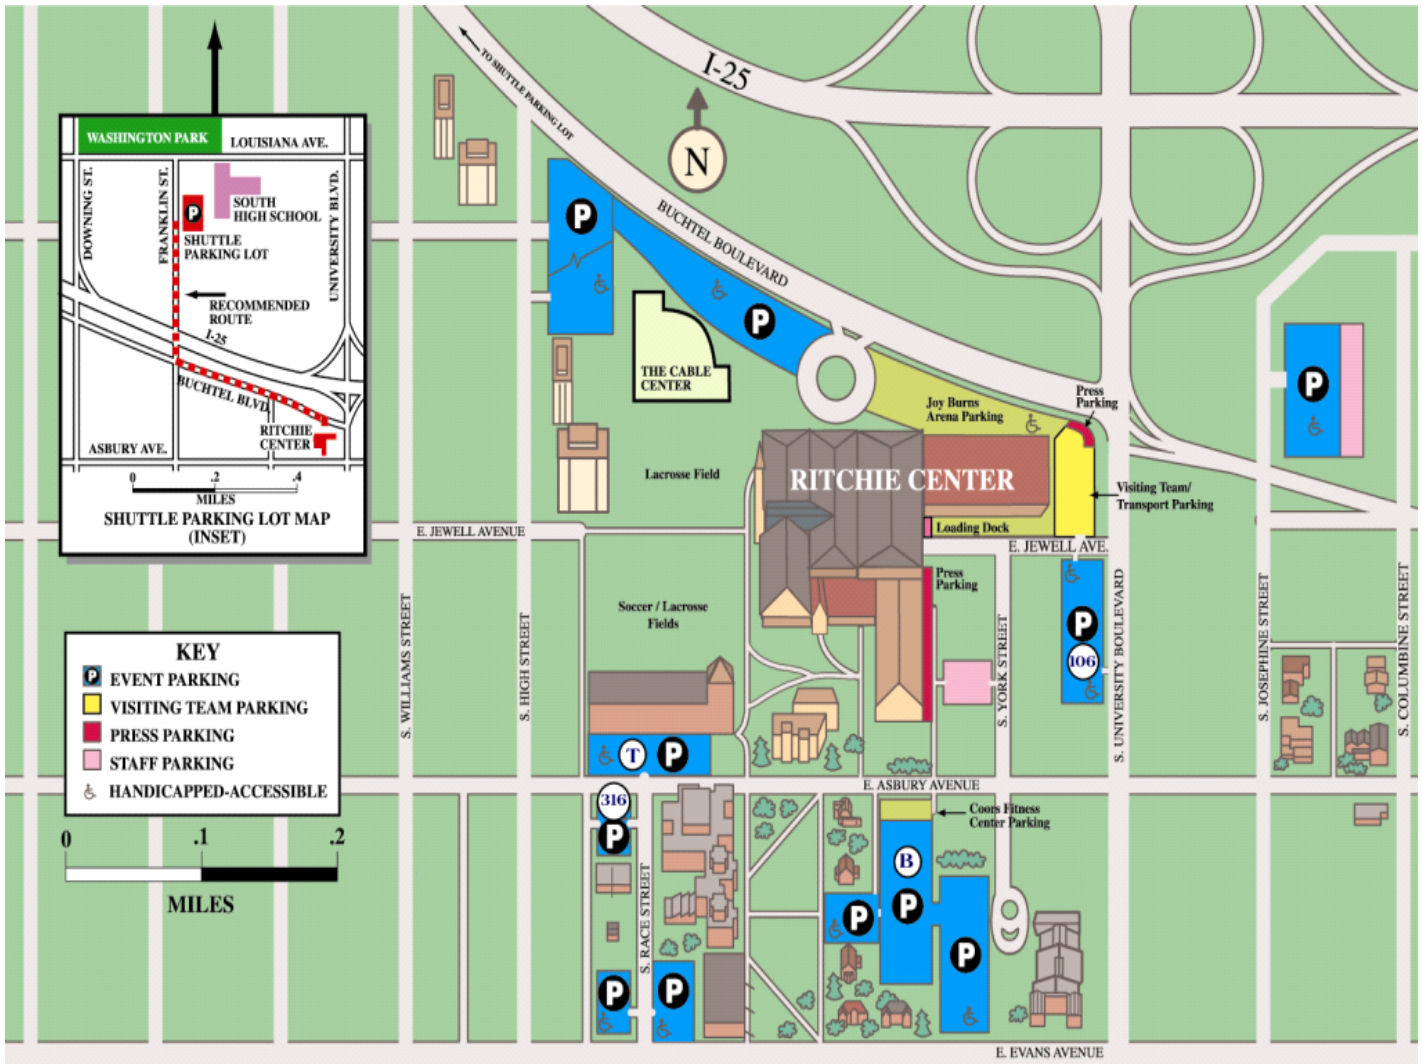 I-25
N
TO SHUTTLE PARKING LOT
BUCHTEL BOULEVARD
WASHINGTON PARK
LOUISIANA AVE.
DOWNING ST.
FRANKLIN ST.
UNIVERSITY BLVD.
SOUTH
HIGH SCHOOL
P
SHUTTLE
PARKING LOT
RECOMMENDED
ROUTE
I-25
BUCHTEL BLVD.
RITCHIE
CENTER
ASBURY AVE.
0
.2
.4
MILES
SHUTTLE PARKING LOT MAP
(INSET)
P
P
THE CABLE
CENTER
Joy Burns
Arena Parking
Press
Parking
P
Lacrosse Field
RITCHIE CENTER
Visiting Team/
Transport Parking
Loading Dock
E. JEWELL AVENUE
E. JEWELL AVE.
Press
Parking
Soccer / Lacrosse
Fields
P
106
S. WILLIAMS STREET
S. HIGH STREET
S. YORK STREET
S. UNIVERSITY BOULEVARD
S. JOSEPHINE STREET
S. COLUMBINE STREET
KEY
P EVENT PARKING
VISITING TEAM PARKING
PRESS PARKING
STAFF PARKING
HANDICAPPED-ACCESSIBLE
0
.1
.2
MILES
T
P
E. ASBURY AVENUE
316
P
Coors Fitness
Center Parking
B
P
P
P
S. RACE STREET
P
P
E. EVANS AVENUE